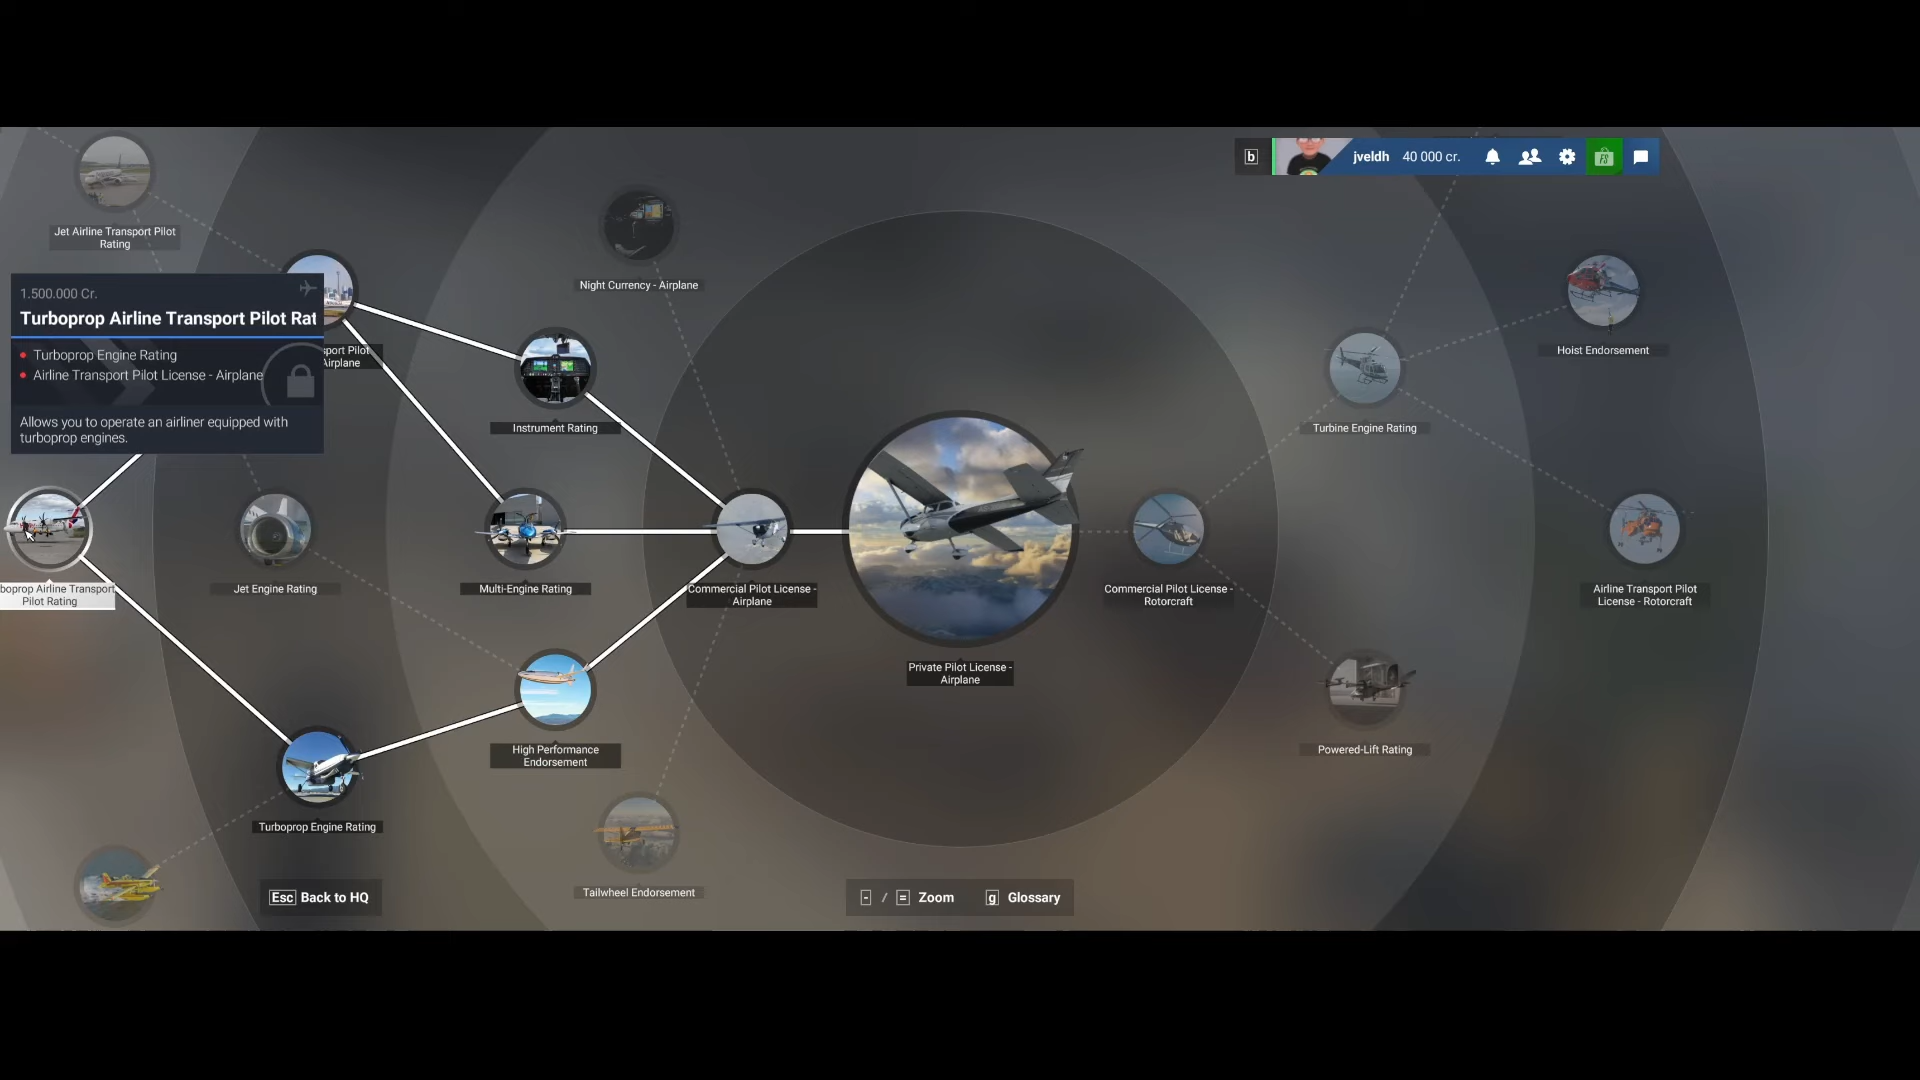 b jveldh 40 000 cr. FS
Jet Airline Transport Pilot
Rating
Night Currency - Airplane
1.500.000 Cr.
Turboprop Airline Transport Pilot Rat
Turboprop Engine Rating
Airline Transport Pilot License - Airplane
Allows you to operate an airliner equipped with
turboprop engines.
sport Pilot
Airplane
Instrument Rating
Hoist Endorsement
Turbine Engine Rating
boprop Airline Transport
Pilot Rating
Jet Engine Rating
Multi-Engine Rating
Commercial Pilot License -
Airplane
Private Pilot License -
Airplane
Commercial Pilot License -
Rotorcraft
Airline Transport Pilot
License - Rotorcraft
High Performance
Endorsement
Powered-Lift Rating
Turboprop Engine Rating
Tailwheel Endorsement
Esc Back to HQ
- / = Zoom g Glossary